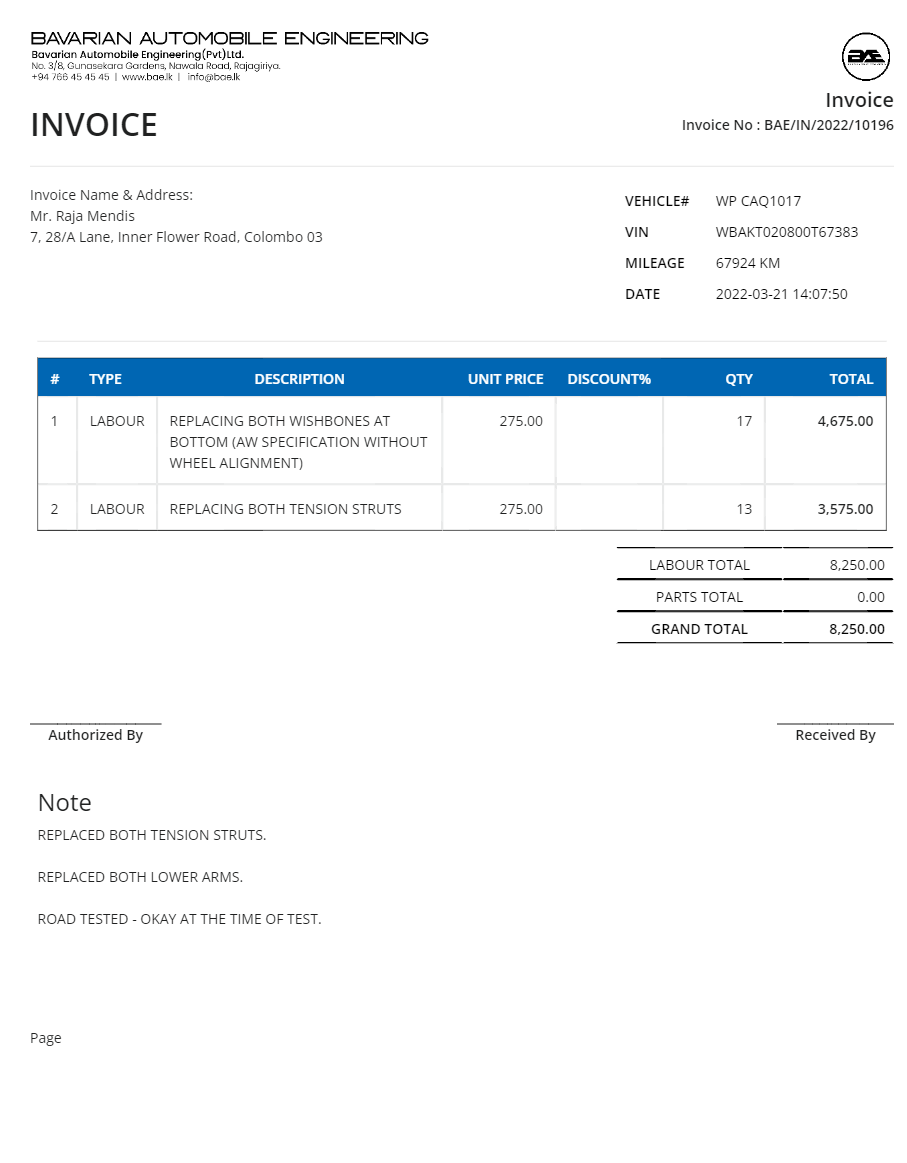 BAVARIAN AUTOMOBILE ENGINEERING
Bavarian Automobile Engineering(Pvt)Ltd.
No. 3/8, Gunasekara Gardens, Nawala Road, Rajagiriya.
+94 766 45 45 45 | www.bae.lk | info@bae.lk
BAE
Invoice
INVOICE
Invoice No : BAE/IN/2022/10196
Invoice Name & Address:
Mr. Raja Mendis
7, 28/A Lane, Inner Flower Road, Colombo 03
VEHICLE# WP CAQ1017
VIN WBAKT020800T67383
MILEAGE 67924 KM
DATE 2022-03-21 14:07:50
# TYPE DESCRIPTION UNIT PRICE DISCOUNT% QTY TOTAL
1 LABOUR REPLACING BOTH WISHBONES AT 275.00 17 4,675.00
BOTTOM (AW SPECIFICATION WITHOUT
WHEEL ALIGNMENT)
2 LABOUR REPLACING BOTH TENSION STRUTS 275.00 13 3,575.00
LABOUR TOTAL 8,250.00
PARTS TOTAL 0.00
GRAND TOTAL 8,250.00
Authorized By Received By
Note
REPLACED BOTH TENSION STRUTS.
REPLACED BOTH LOWER ARMS.
ROAD TESTED - OKAY AT THE TIME OF TEST.
Page